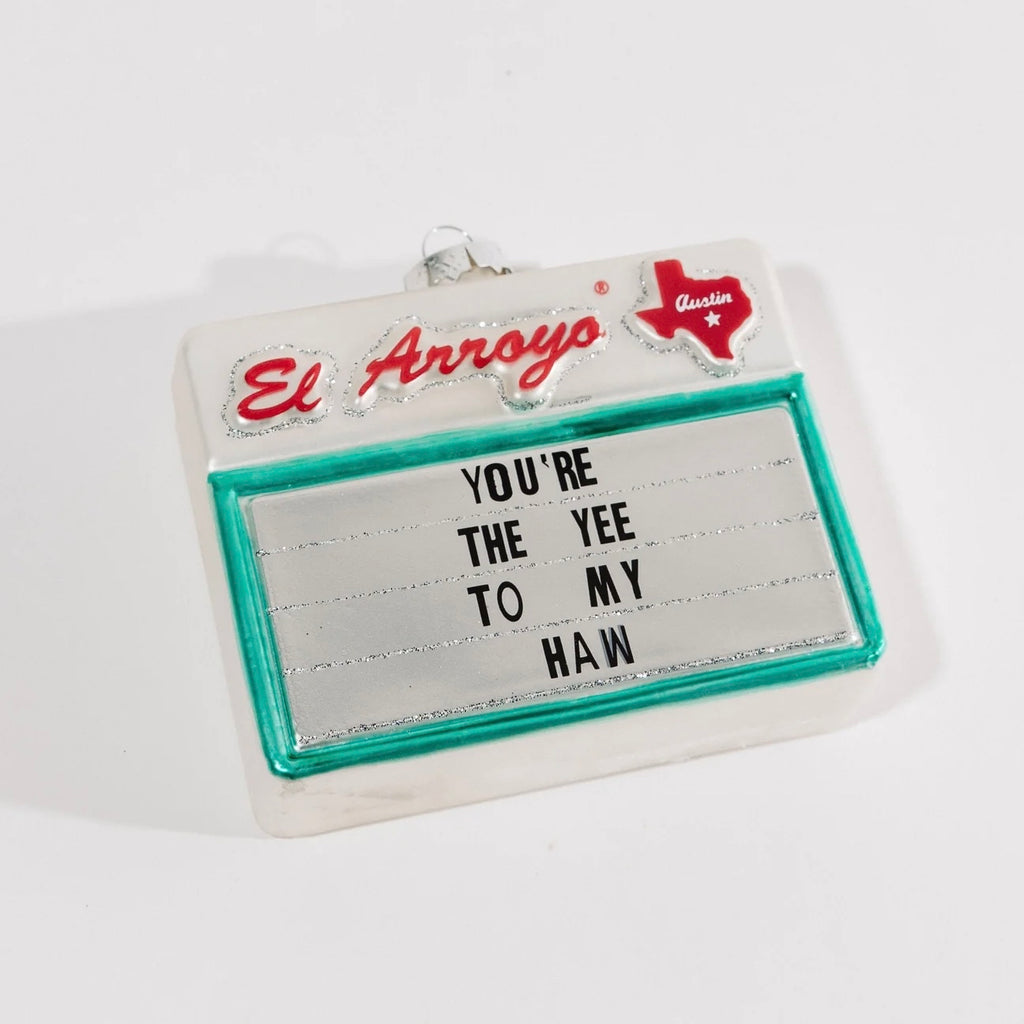 El Arroyo®
Austin
YOU'RE
THE YEE
TO MY
HAW